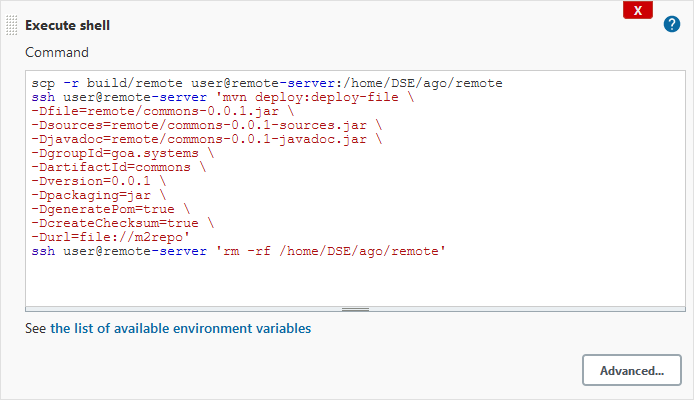 X
Execute shell
?
Command
scp -r build/remote user@remote-server:/home/DSE/ago/remote
ssh user@remote-server 'mvn deploy:deploy-file \
-Dfile=remote/commons-0.0.1.jar \
-Dsources=remote/commons-0.0.1-sources.jar \
-Djavadoc=remote/commons-0.0.1-javadoc.jar \
-DgroupId=goa.systems \
-DartifactId=commons \
-Dversion=0.0.1 \
-Dpackaging=jar \
-DgeneratePom=true \
-DcreateChecksum=true \
-Durl=file://m2repo'
ssh user@remote-server 'rm -rf /home/DSE/ago/remote'
See the list of available environment variables
Advanced...